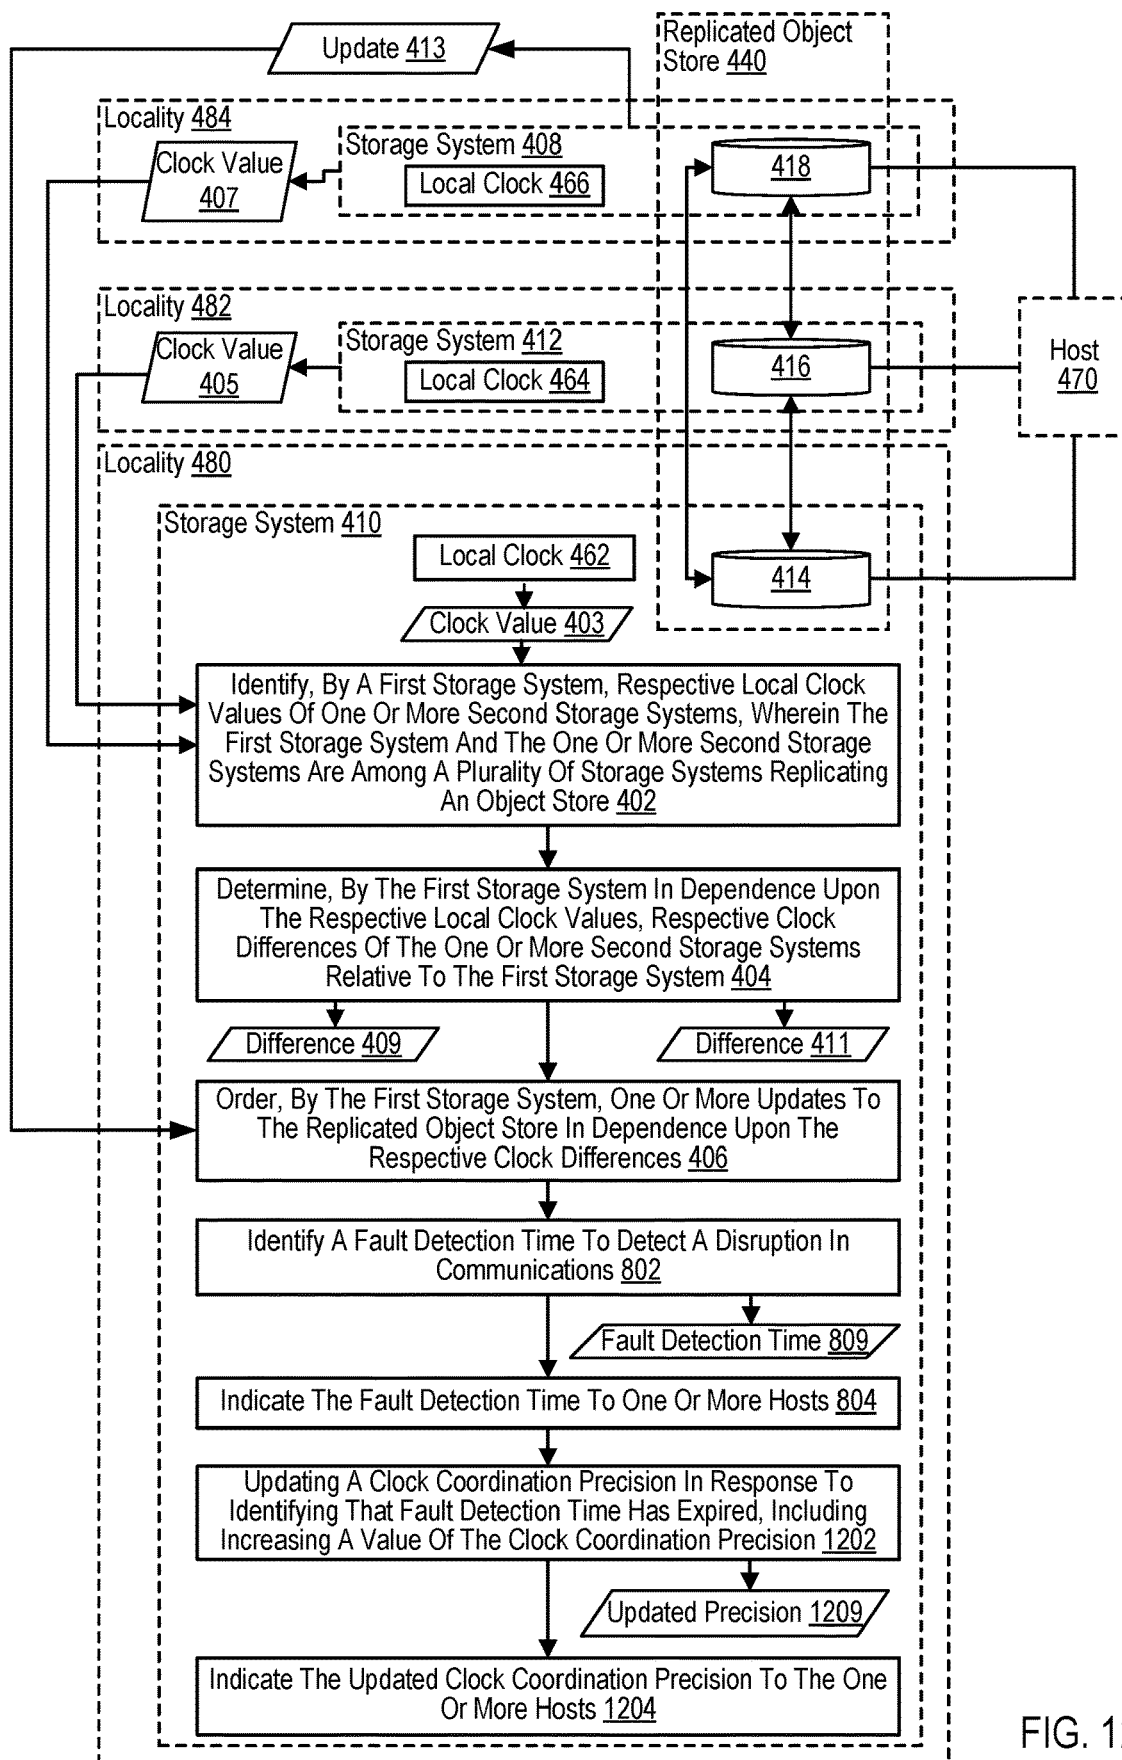 Update 413
Replicated Object
Store 440
Locality 484
Clock Value
407
Storage System 408
Local Clock 466
418
Locality 482
Clock Value
405
Storage System 412
Local Clock 464
416
Host
470
Locality 480
Storage System 410
Local Clock 462
414
Clock Value 403
Identify, By A First Storage System, Respective Local Clock
Values Of One Or More Second Storage Systems, Wherein The
First Storage System And The One Or More Second Storage
Systems Are Among A Plurality Of Storage Systems Replicating
An Object Store 402
Determine, By The First Storage System In Dependence Upon
The Respective Local Clock Values, Respective Clock
Differences Of The One Or More Second Storage Systems
Relative To The First Storage System 404
Difference 409
Difference 411
Order, By The First Storage System, One Or More Updates To
The Replicated Object Store In Dependence Upon The
Respective Clock Differences 406
Identify A Fault Detection Time To Detect A Disruption In
Communications 802
Fault Detection Time 809
Indicate The Fault Detection Time To One Or More Hosts 804
Updating A Clock Coordination Precision In Response To
Identifying That Fault Detection Time Has Expired, Including
Increasing A Value Of The Clock Coordination Precision 1202
Updated Precision 1209
Indicate The Updated Clock Coordination Precision To The One
Or More Hosts 1204
FIG.